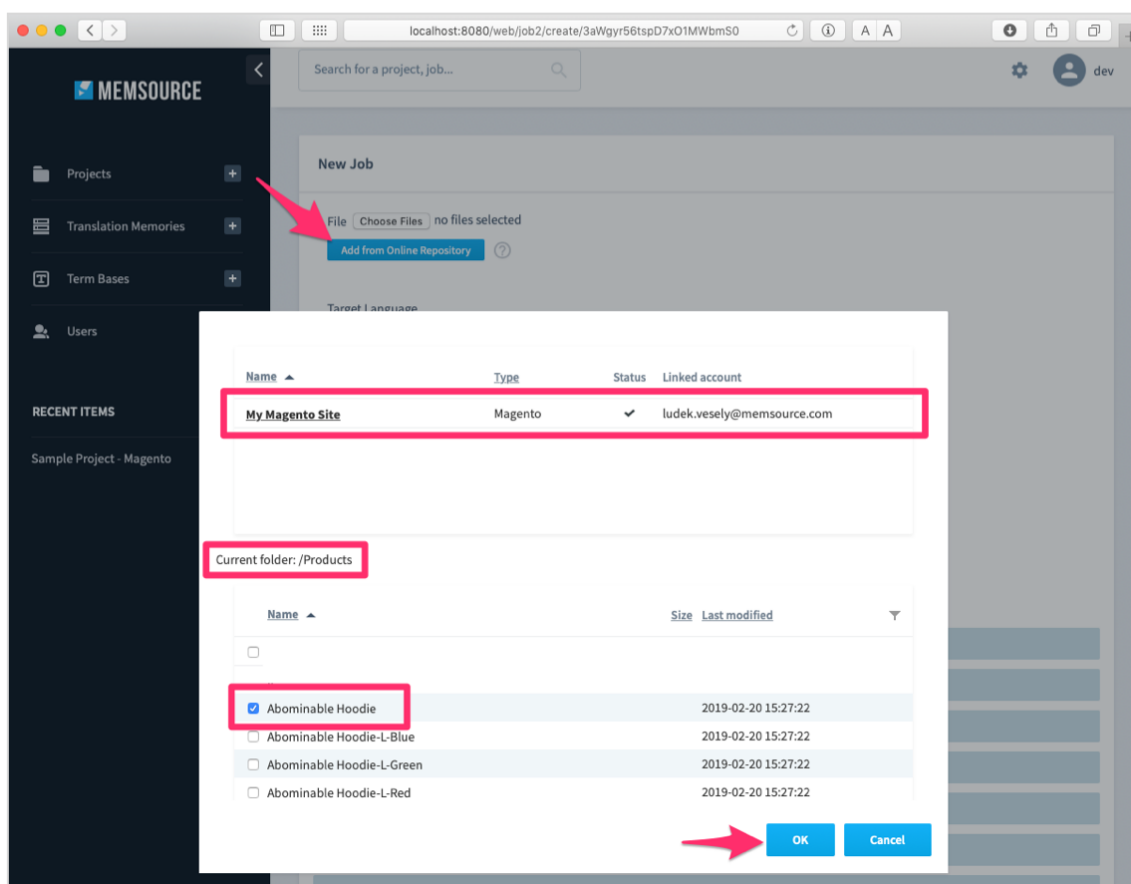 localhost:8080/web/job2/create/3aWgyr56tspD7xO1MWbmS0
A A
MEMSOURCE
Search for a project, job...
dev
Projects
Translation Memories
Term Bases
Users
RECENT ITEMS
Sample Project - Magento
New Job
File Choose Files no files selected
Add from Online Repository ?
Target Language
Name Type Status Linked account
My Magento Site Magento ludek.vesely@memsource.com
Current folder: /Products
Name Size Last modified
..
Abominable Hoodie 2019-02-20 15:27:22
Abominable Hoodie-L-Blue 2019-02-20 15:27:22
Abominable Hoodie-L-Green 2019-02-20 15:27:22
Abominable Hoodie-L-Red 2019-02-20 15:27:22
OK Cancel